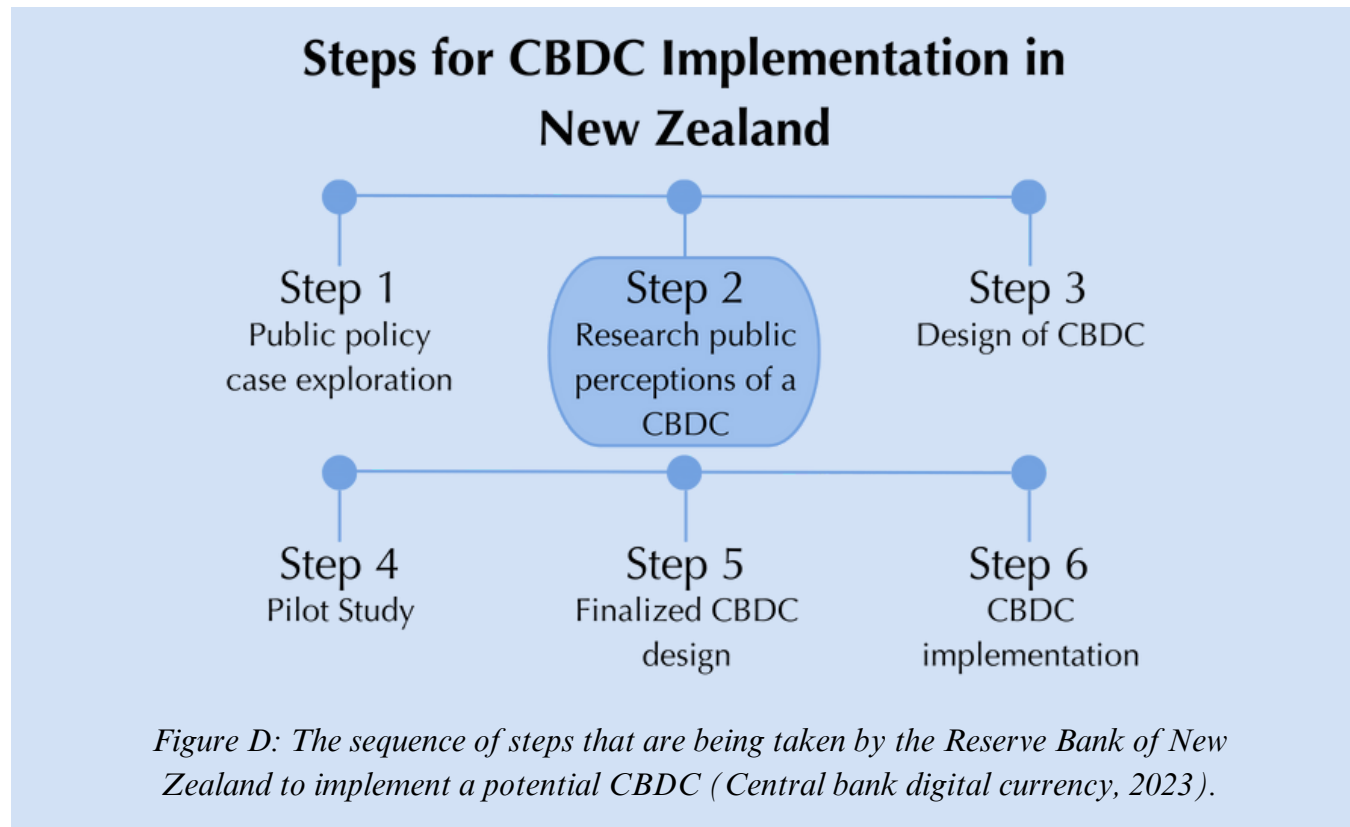 Steps for CBDC Implementation in
New Zealand
Step 1
Public policy
case exploration
Step 2
Research public
perceptions of a
CBDC
Step 3
Design of CBDC
Step 4
Pilot Study
Step 5
Finalized CBDC
design
Step 6
CBDC
implementation
Figure D: The sequence of steps that are being taken by the Reserve Bank of New
Zealand to implement a potential CBDC (Central bank digital currency, 2023).